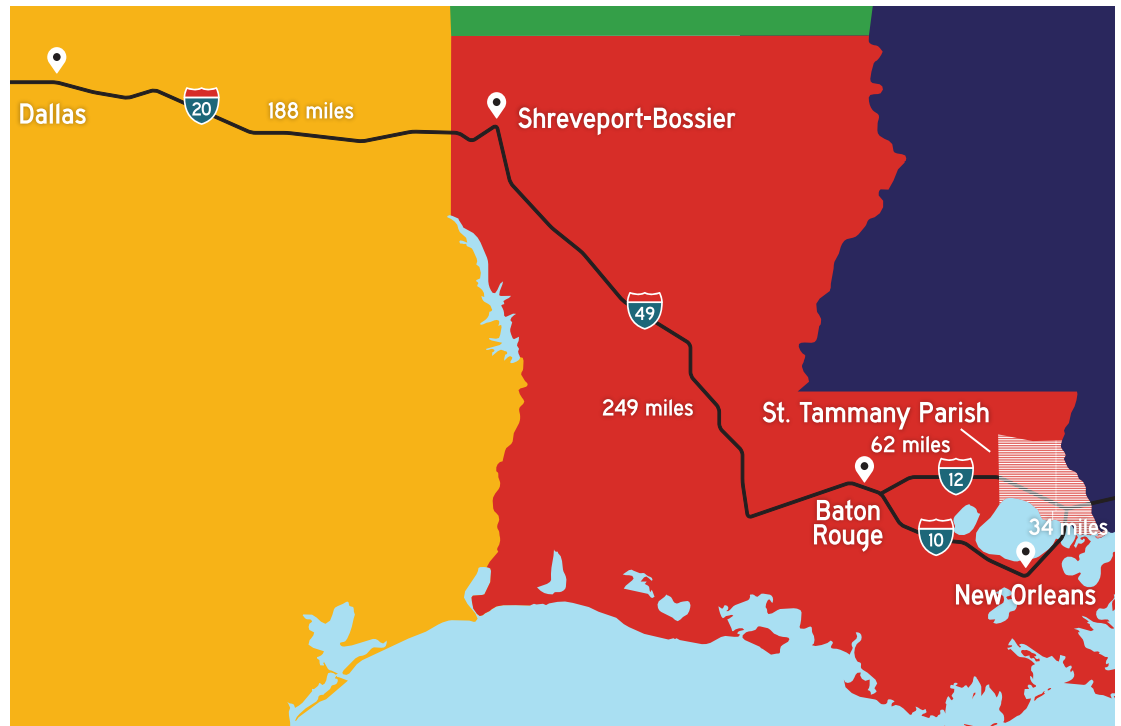 Dallas
20
188 miles
Shreveport-Bossier
49
249 miles
St. Tammany Parish
62 miles
12
Baton
Rouge
10
34 miles
New Orleans